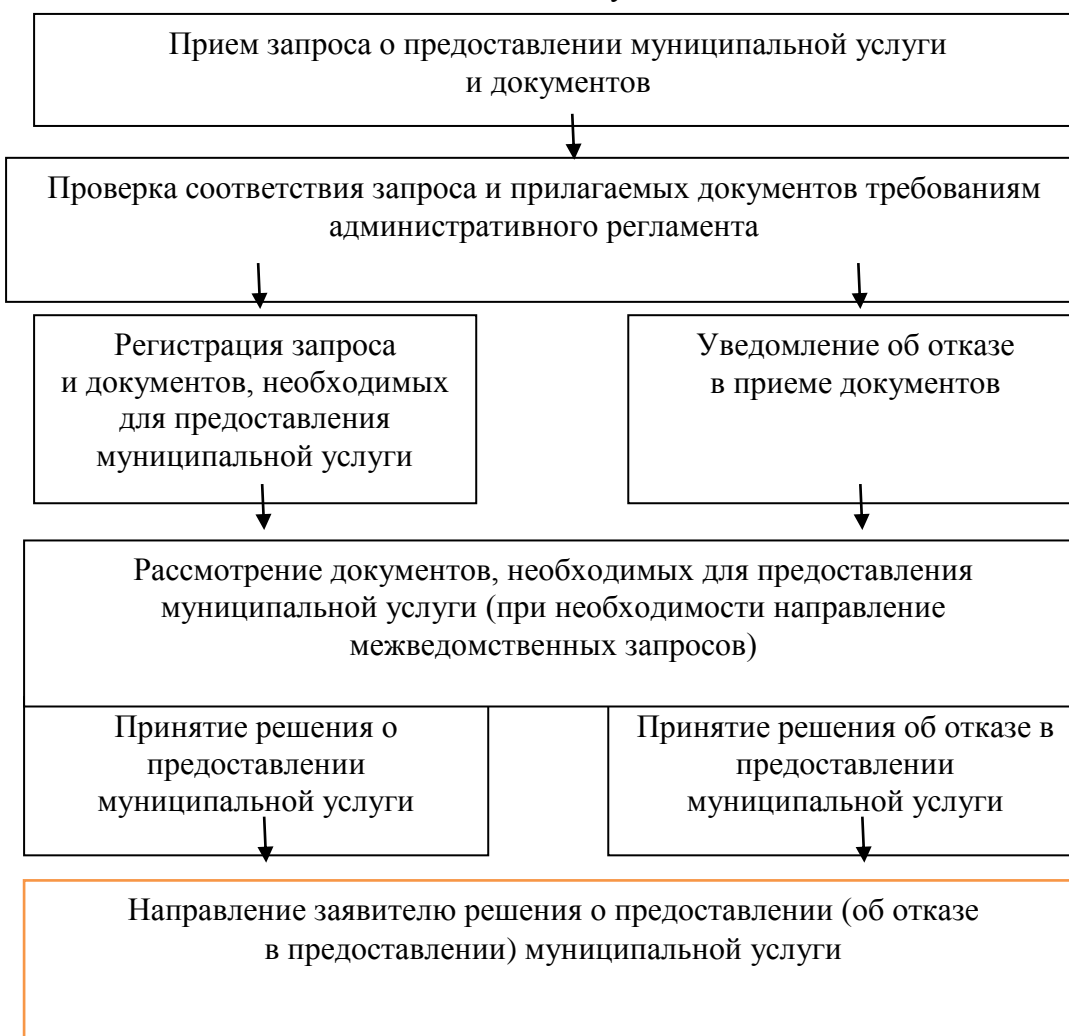 Прием запроса о предоставлении муниципальной услуги
и документов
Проверка соответствия запроса и прилагаемых документов требованиям
административного регламента
Регистрация запроса
и документов, необходимых
для предоставления
муниципальной услуги
Уведомление об отказе
в приеме документов
Рассмотрение документов, необходимых для предоставления
муниципальной услуги (при необходимости направление
межведомственных запросов)
Принятие решения о
предоставлении
муниципальной услуги
Принятие решения об отказе в
предоставлении
муниципальной услуги
Направление заявителю решения о предоставлении (об отказе
в предоставлении) муниципальной услуги